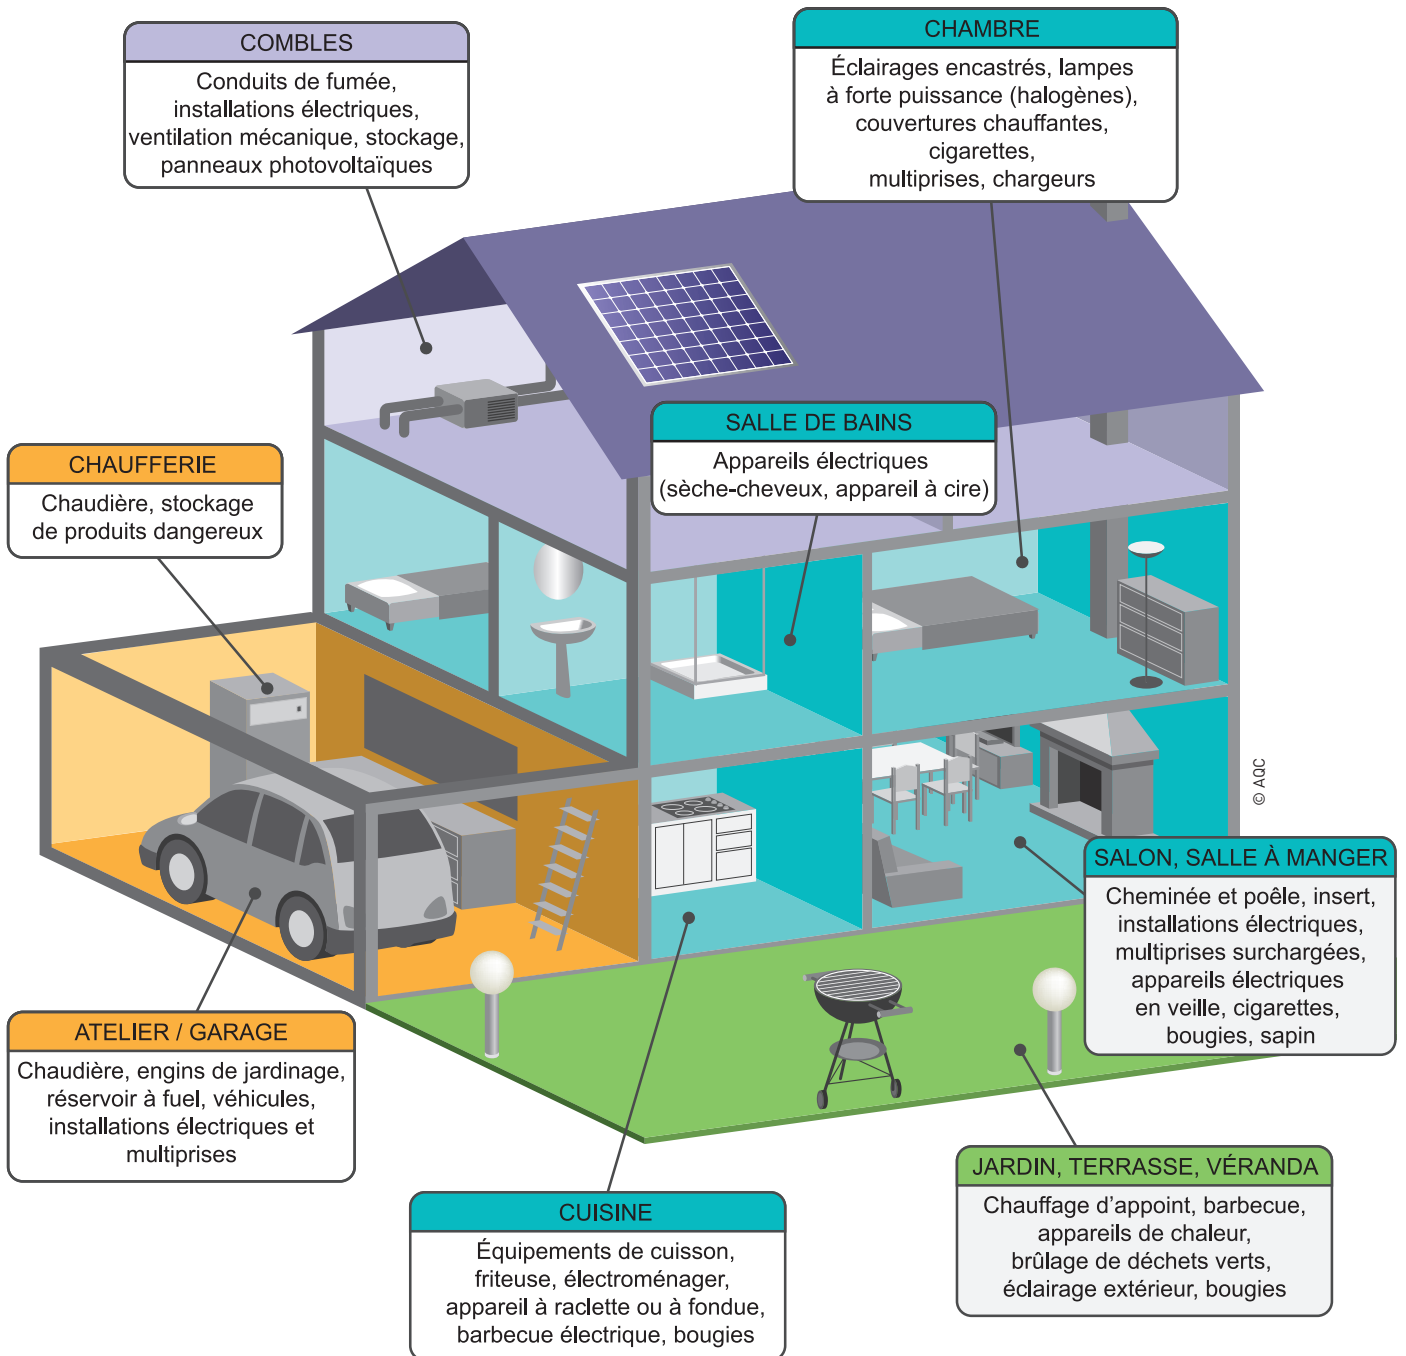 COMBLES
Conduits de fumée,
installations électriques,
ventilation mécanique, stockage,
panneaux photovoltaïques
CHAMBRE
Éclairages encastrés, lampes
à forte puissance (halogènes),
couvertures chauffantes,
cigarettes,
multiprises, chargeurs
SALLE DE BAINS
Appareils électriques
(sèche-cheveux, appareil à cire)
CHAUFFERIE
Chaudière, stockage
de produits dangereux
© AQC
SALON, SALLE À MANGER
Cheminée et poêle, insert,
installations électriques,
multiprises surchargées,
appareils électriques
en veille, cigarettes,
bougies, sapin
ATELIER / GARAGE
Chaudière, engins de jardinage,
réservoir à fuel, véhicules,
installations électriques et
multiprises
JARDIN, TERRASSE, VÉRANDA
Chauffage d'appoint, barbecue,
appareils de chaleur,
brûlage de déchets verts,
éclairage extérieur, bougies
CUISINE
Équipements de cuisson,
friteuse, électroménager,
appareil à raclette ou à fondue,
barbecue électrique, bougies